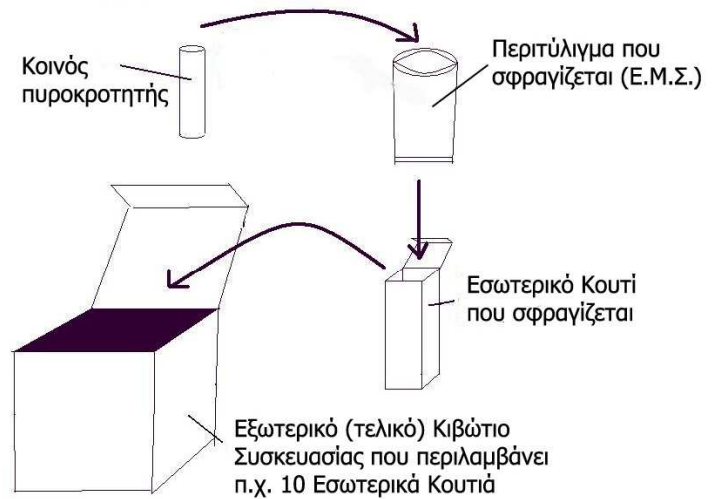 Κοινός
πυροκροτητής
Περιτύλιγμα που
σφραγίζεται (Ε.Μ.Σ.)
Εσωτερικό Κουτί
που σφραγίζεται
Εξωτερικό (τελικό) Κιβώτιο
Συσκευασίας που περιλαμβάνει
π.χ. 10 Εσωτερικά Κουτιά